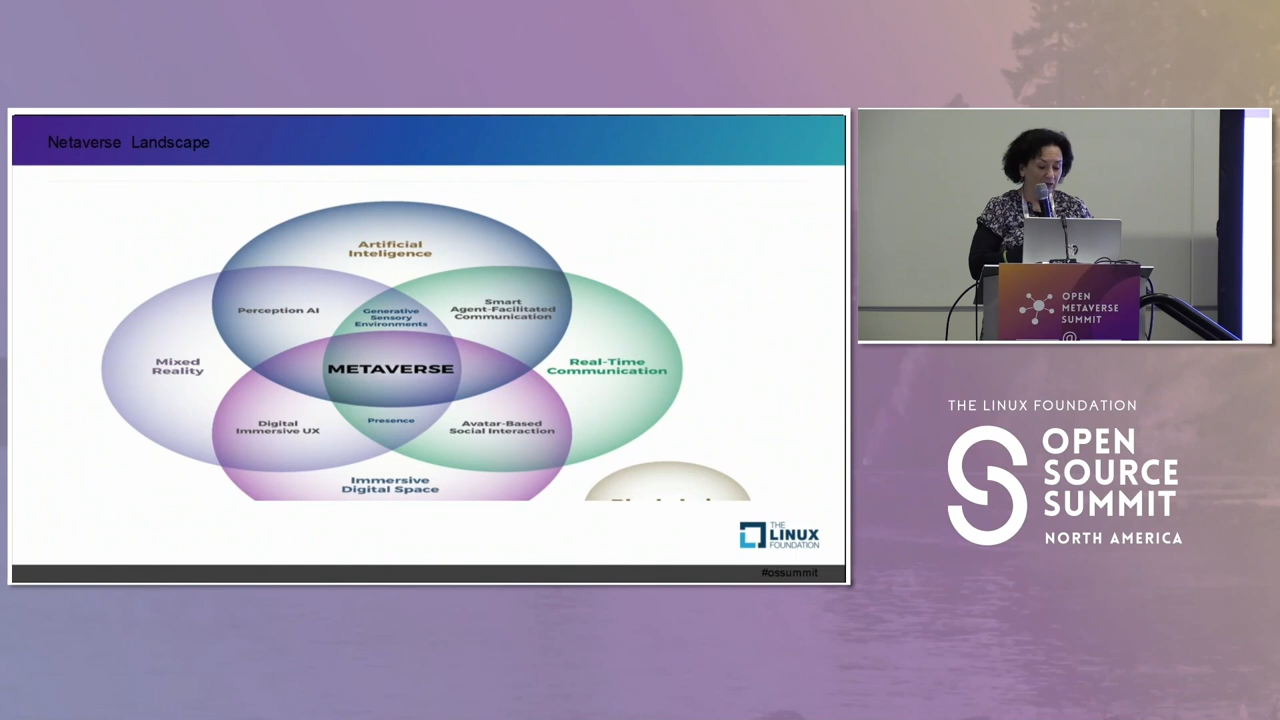 Netaverse Landscape
Artificial
Inteligence
Perception AI
Generative
Sensory
Environments
Smart
Agent-Facilitated
Communication
Mixed
Reality
METAVERSE
Real-Time
Communication
Digital
Immersive UX
Presence
Avatar-Based
Social Interaction
Immersive
Digital Space
THE
LINUX
FOUNDATION
#ossummit
OPEN
METAVERSE
SUMMIT
@
THE LINUX FOUNDATION
OPEN
SOURCE
SUMMIT
NORTH AMERICA